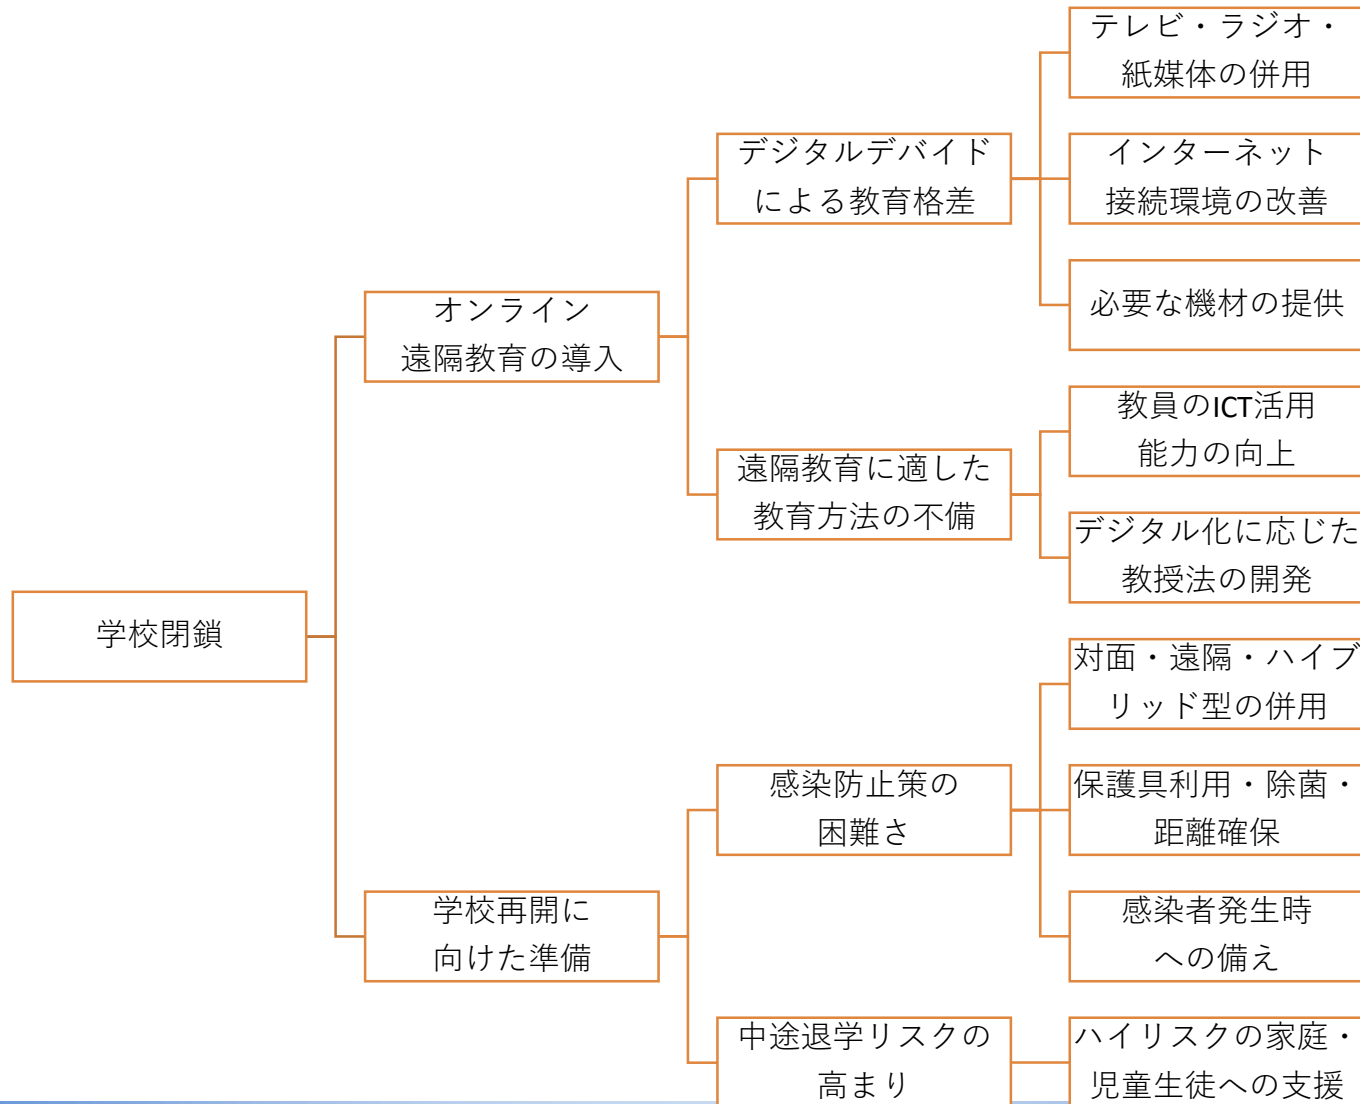 テレビ・ラジオ・
紙媒体の併用
デジタルデバイド
による教育格差
インターネット
接続環境の改善
必要な機材の提供
オンライン
遠隔教育の導入
教員のICT活用
能力の向上
遠隔教育に適した
教育方法の不備
デジタル化に応じた
教授法の開発
学校閉鎖
対面・遠隔・ハイブ
リッド型の併用
感染防止策の
困難さ
保護具利用・除菌・
距離確保
学校再開に
向けた準備
感染者発生時
への備え
中途退学リスクの
高まり
ハイリスクの家庭・
児童生徒への支援